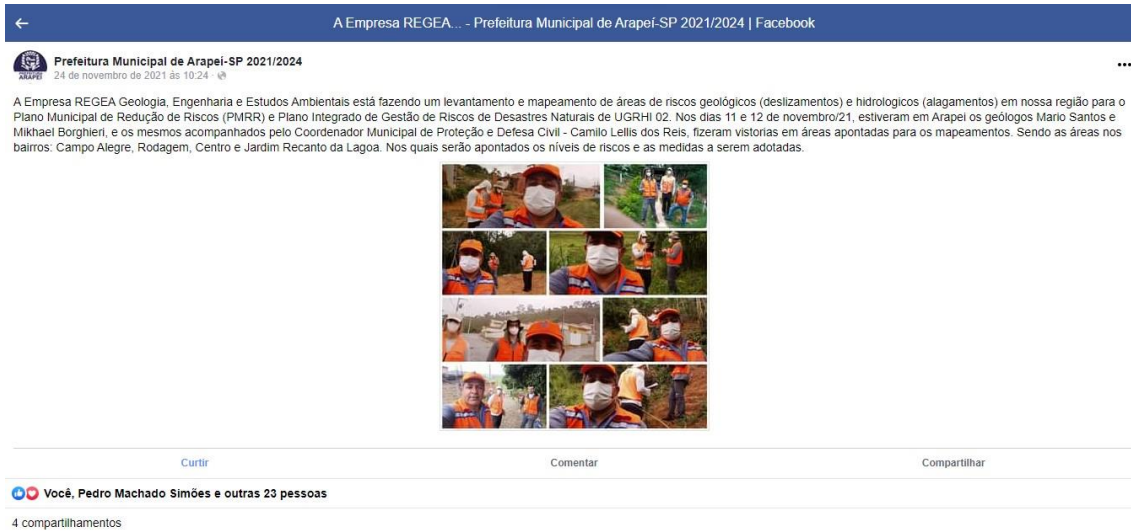 A Empresa REGEA... - Prefeitura Municipal de Arapeí-SP 2021/2024 | Facebook
Prefeitura Municipal de Arapeí-SP 2021/2024
24 de novembro de 2021 às 10:24 ·
A Empresa REGEA Geologia, Engenharia e Estudos Ambientais está fazendo um levantamento e mapeamento de áreas de riscos geológicos (deslizamentos) e hidrologicos (alagamentos) em nossa região para o
Plano Municipal de Redução de Riscos (PMRR) e Plano Integrado de Gestão de Riscos de Desastres Naturais de UGRHI 02. Nos dias 11 e 12 de novembro/21, estiveram em Arapei os geólogos Mario Santos e
Mikhael Borghieri, e os mesmos acompanhados pelo Coordenador Municipal de Proteção e Defesa Civil - Camilo Lellis dos Reis, fizeram vistorias em áreas apontadas para os mapeamentos. Sendo as áreas nos
bairros: Campo Alegre, Rodagem, Centro e Jardim Recanto da Lagoa. Nos quais serão apontados os níveis de riscos e as medidas a serem adotadas.
Curtir
Comentar
Compartilhar
Você, Pedro Machado Simões e outras 23 pessoas
4 compartilhamentos